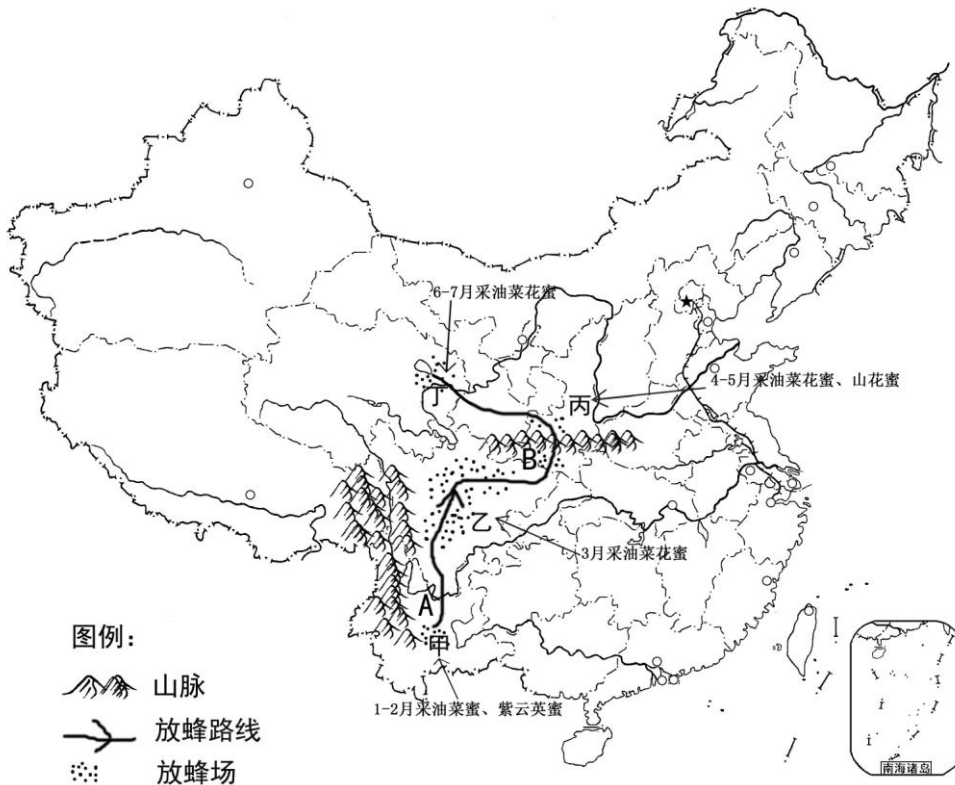 6-7月采油菜花蜜
丁
丙
4-5月采油菜花蜜、山花蜜
B
乙
3月采油菜花蜜
A
甲
1-2月采油菜蜜、紫云英蜜
图例：
山脉
放蜂路线
放蜂场
南海诸岛